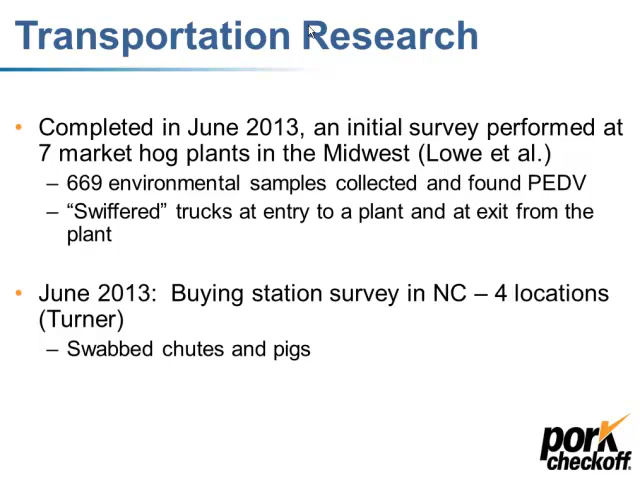 Transportation Research
• Completed in June 2013, an initial survey performed at
7 market hog plants in the Midwest (Lowe et al.)
– 669 environmental samples collected and found PEDV
– “Swiffered” trucks at entry to a plant and at exit from the
plant
• June 2013:  Buying station survey in NC – 4 locations
(Turner)
– Swabbed chutes and pigs
pork
checkoff.